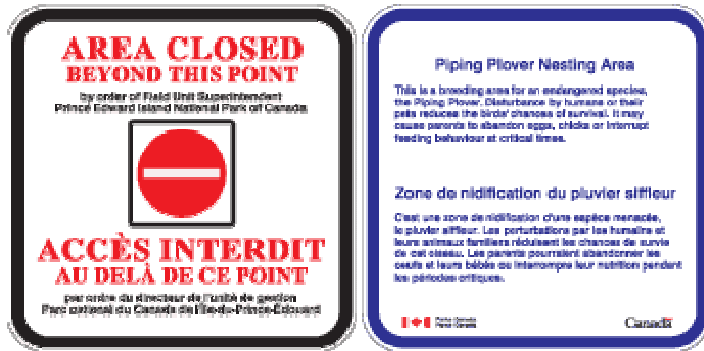 AREA CLOSED
BEYOND THIS POINT
by order of Field Unit Superintendent
Prince Edward Island National Park of Canada
ACCÈS INTERDIT
AU DELÀ DE CE POINT
par ordre du directeur de l'unité de gestion
Parc national du Canada de l'Île-du-Prince-Édouard
Piping Plover Nesting Area
This is a breeding area for an endangered species,
the Piping Plover. Disturbance by humans or their
pets reduces the birds' chances of survival. It may
cause parents to abandon eggs, chicks or interrupt
feeding behaviour at critical times.
Zone de nidification du pluvier siffleur
C'est une zone de nidification d'une espèce menacée,
le pluvier siffleur. Les perturbations par les humains et
leurs animaux familiers réduisent les chances de survie
de cet oiseau. Les parents pourraient abandonner les
oeufs et leurs bébés ou interrompre leur nutrition pendant
les périodes critiques.
Parks Canada
Parcs Canada
Canada